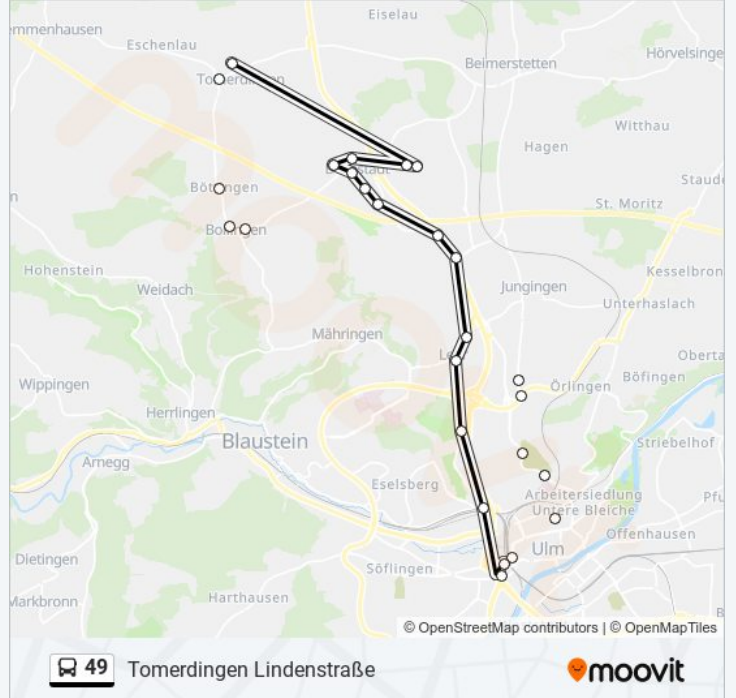 Eiselau
emmenhausen
Eschenlau
Hörvelsinge
Beimerstetten
Witthau
Hagen
Staude
St. Moritz
Hohenstein
Kesselbron
Weidach
Jungingen
Unterhaslach
Mähringen
Oberta
Böfingen
Wippingen
Örlingen
Herrlingen
Blaustein
Striebelhof
Arnegg
Eselsberg
Arbeitersiedlung
Untere Bleiche
Pfu
Offenhausen
Ulm
Dietingen
Söflingen
Markbronn
Harthausen
B
© OpenStreetMap contributors | © OpenMapTiles
49 Tomerdingen Lindenstraße
moovit